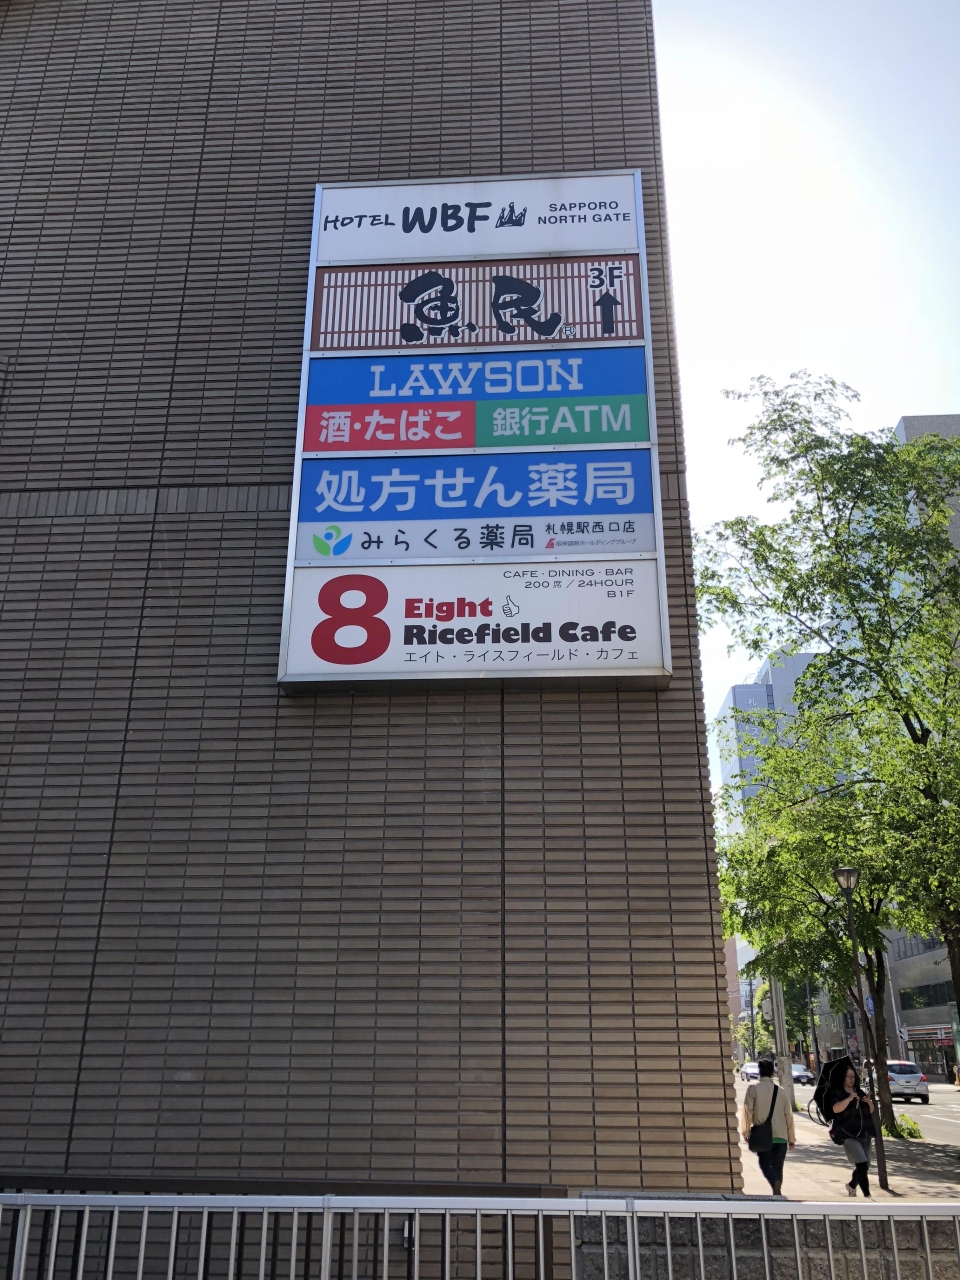 HOTEL WBF SAPPORO
NORTH GATE
魚民 3F
LAWSON
酒・たばこ 銀行ATM
処方せん薬局
みらくる薬局 札幌駅西口店
CAFE・DINING・BAR
200席／24HOUR
B1F
8 Eight
Ricefield Cafe
エイト・ライスフィールド・カフェ